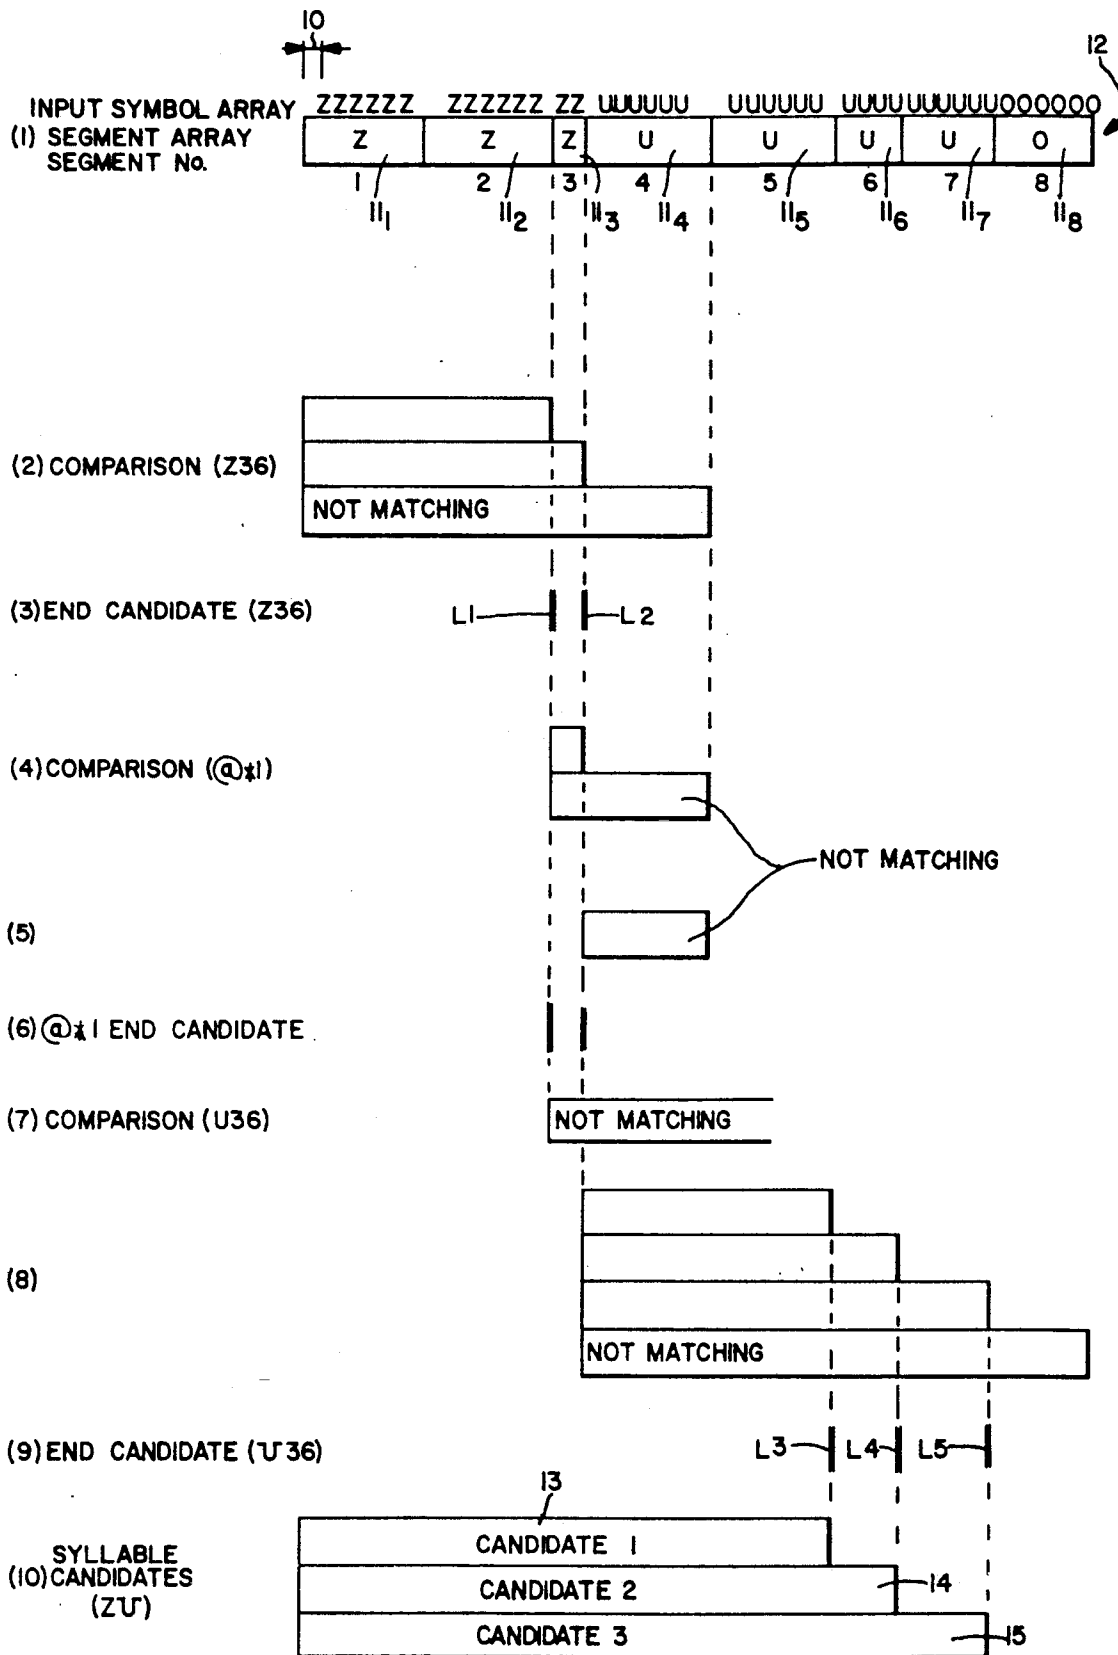 10
12
INPUT SYMBOL ARRAY ZZZZZZ ZZZZZZ ZZ UUUUUU UUUUUU UUUU UUUUUUOOOOOO
(1) SEGMENT ARRAY Z Z Z U U U U O
SEGMENT No. 1 2 3 4 5 6 7 8
11₁ 11₂ 11₃ 11₄ 11₅ 11₆ 11₇ 11₈
(2) COMPARISON (Z36)
NOT MATCHING
(3) END CANDIDATE (Z36) L1 L2
(4) COMPARISON (@*1)
NOT MATCHING
(5)
(6) @*1 END CANDIDATE
(7) COMPARISON (U36) NOT MATCHING
(8)
NOT MATCHING
(9) END CANDIDATE (U36) L3 L4 L5
13
SYLLABLE CANDIDATE 1
(10) CANDIDATES CANDIDATE 2 14
(ZU)
CANDIDATE 3 15